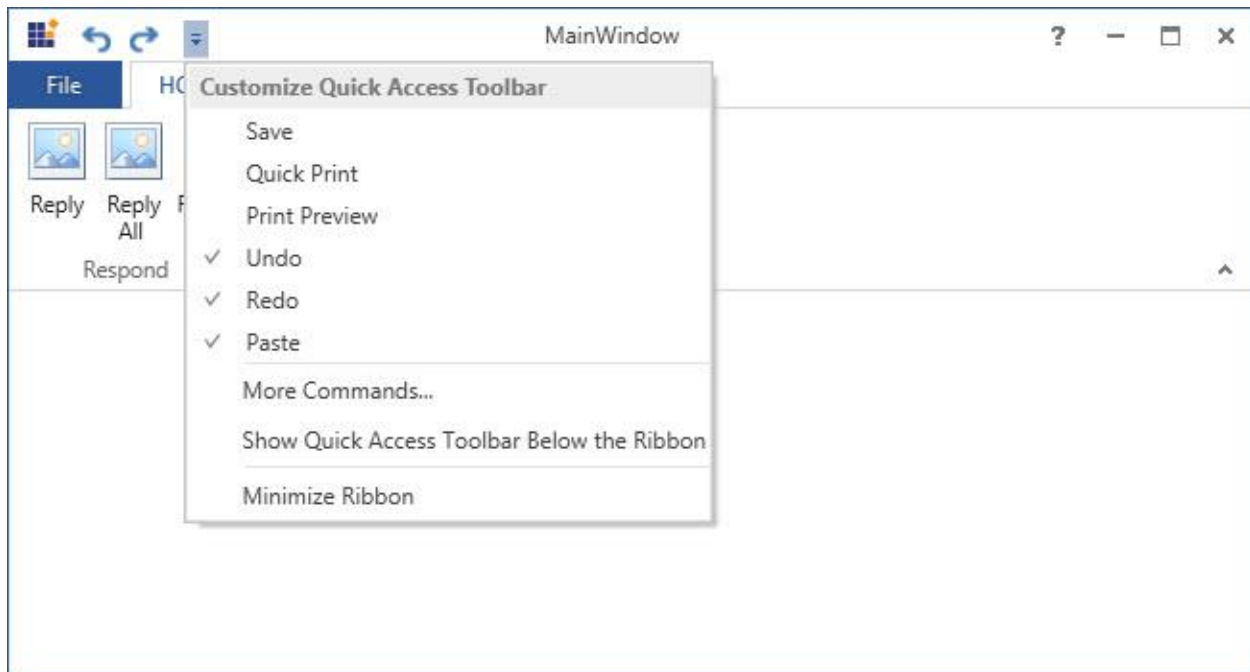 MainWindow
?
File
Customize Quick Access Toolbar
Save
Quick Print
Print Preview
Undo
Redo
Paste
More Commands...
Show Quick Access Toolbar Below the Ribbon
Minimize Ribbon
Reply
Reply
All
Respond